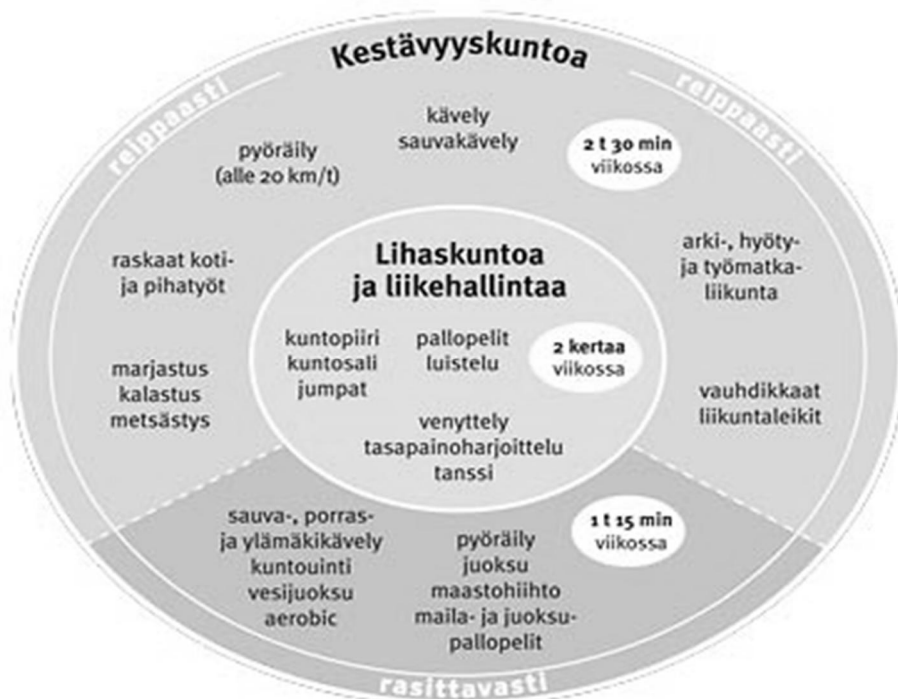 Kestävyyskuntoa
reippaasti
reippaasti
kävely
sauvakävely
2 t 30 min
viikossa
pyöräily
(alle 20 km/t)
raskaat koti-
ja pihatyöt
arki-, hyöty-
ja työmatka-
liikunta
marjastus
kalastus
metsästys
vauhdikkaat
liikuntaleikit
Lihaskuntoa
ja liikehallintaa
kuntopiiri
kuntosali
jumpat
pallopelit
luistelu
2 kertaa
viikossa
venyttely
tasapainoharjoittelu
tanssi
sauva-, porras-
ja ylämäkikävely
kuntouinti
vesijuoksu
aerobic
pyöräily
juoksu
maastohiihto
maila- ja juoksu-
pallopelit
1 t 15 min
viikossa
rasittavasti